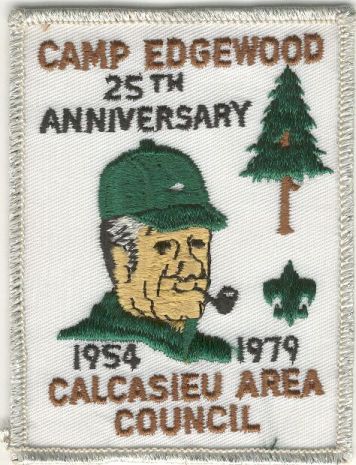 CAMP EDGEWOOD
25TH
ANNIVERSARY
1954 1979
CALCASIEU AREA
COUNCIL